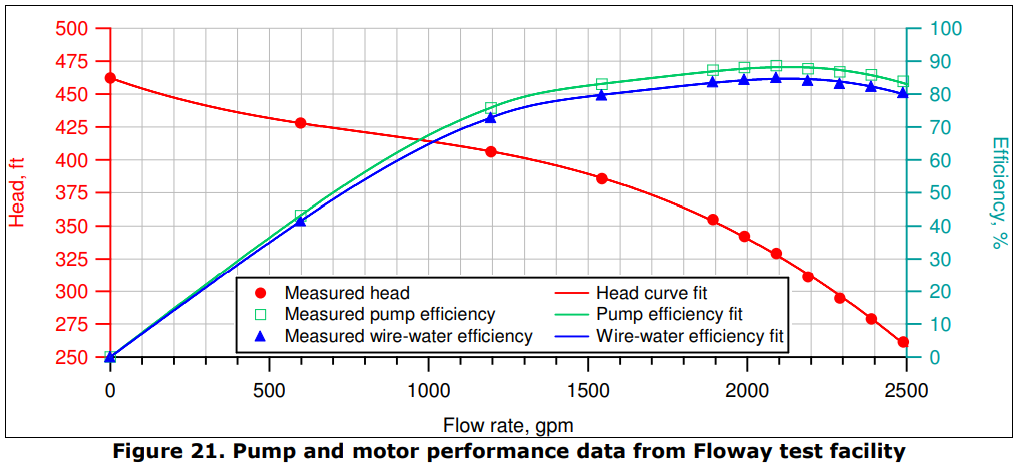 500
475
450
425
400
375
350
325
300
275
250
Head, ft
100
90
80
70
60
50
40
30
20
10
0
Efficiency, %
Measured head
Head curve fit
Measured pump efficiency
Pump efficiency fit
Measured wire-water efficiency
Wire-water efficiency fit
0
500
1000
1500
2000
2500
Flow rate, gpm
Figure 21. Pump and motor performance data from Floway test facility